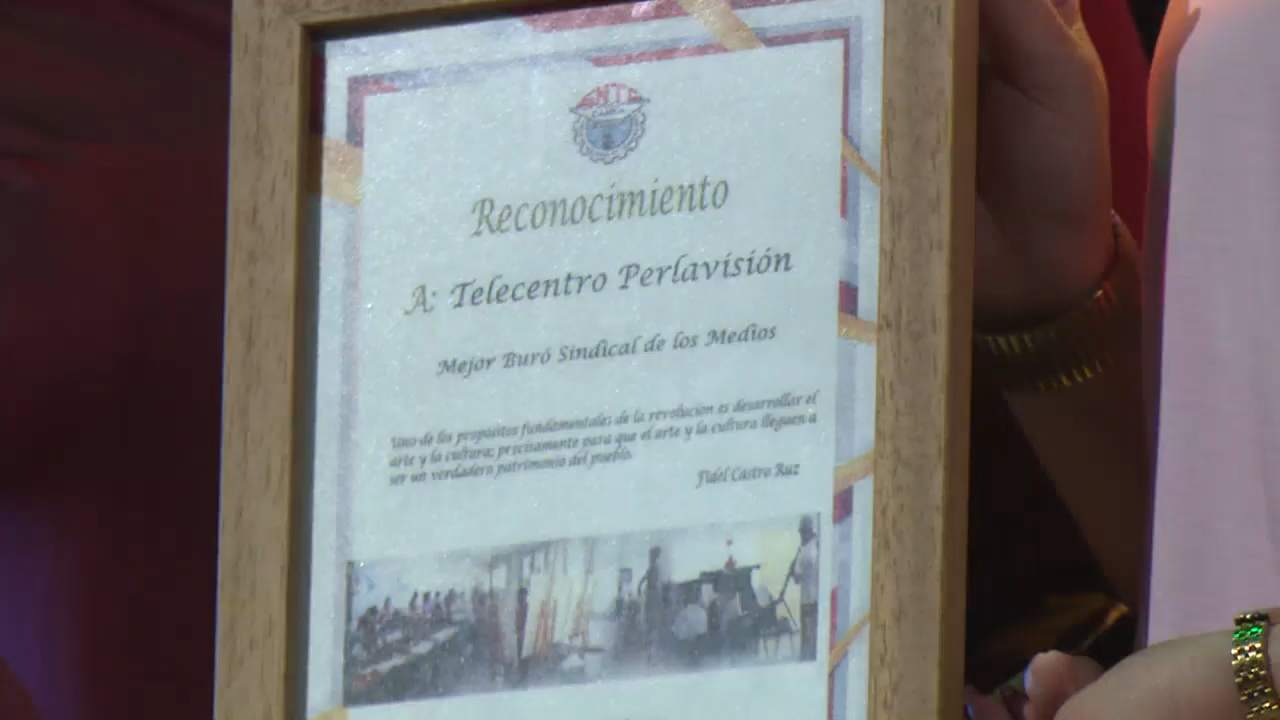 SNTC
Reconocimiento
A: Telecentro Perlavisión
Mejor Buró Sindical de los Medios
Uno de los propósitos fundamentales de la revolución es desarrollar el
arte y la cultura; precisamente para que el arte y la cultura lleguen a
ser un verdadero patrimonio del pueblo.
Fidel Castro Ruz